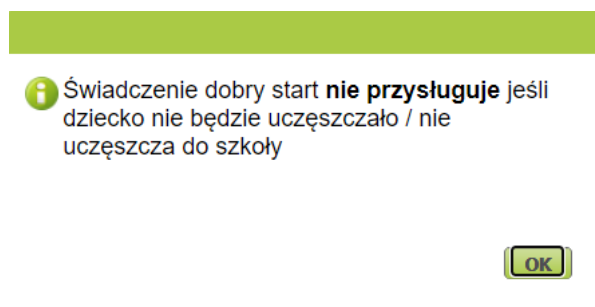 Świadczenie dobry start nie przysługuje jeśli
dziecko nie będzie uczęszczało / nie
uczęszcza do szkoły
OK